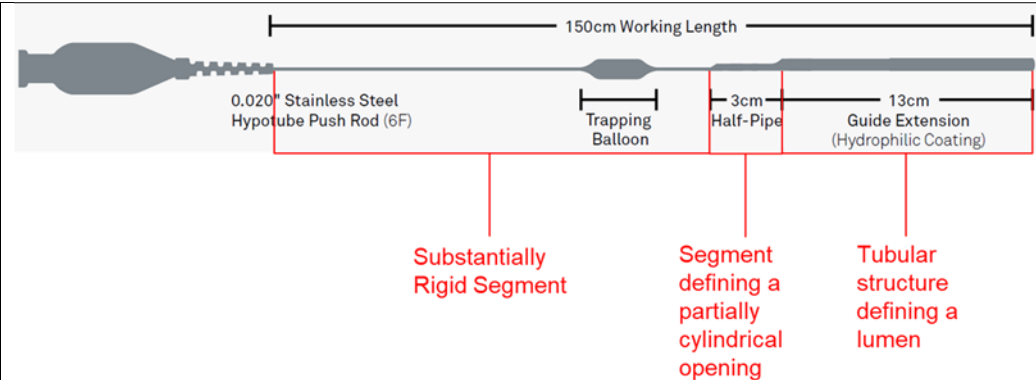 150cm Working Length
0.020" Stainless Steel
Hypotube Push Rod (6F)
Trapping
Balloon
3cm
Half-Pipe
13cm
Guide Extension
(Hydrophilic Coating)
Substantially
Rigid Segment
Segment
defining a
partially
cylindrical
opening
Tubular
structure
defining a
lumen